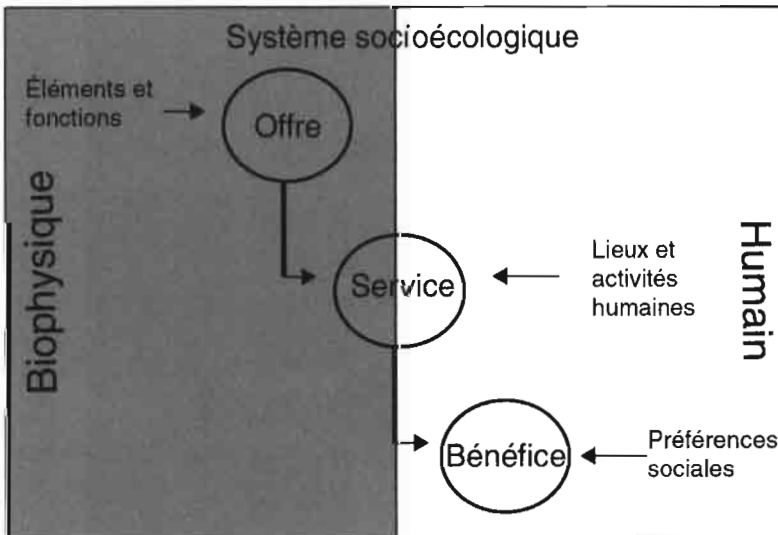 Système socioécologique
Éléments et
fonctions
Offre
Biophysique
Service
Lieux et
activités
humaines
Humain
Bénéfice
Préférences
sociales